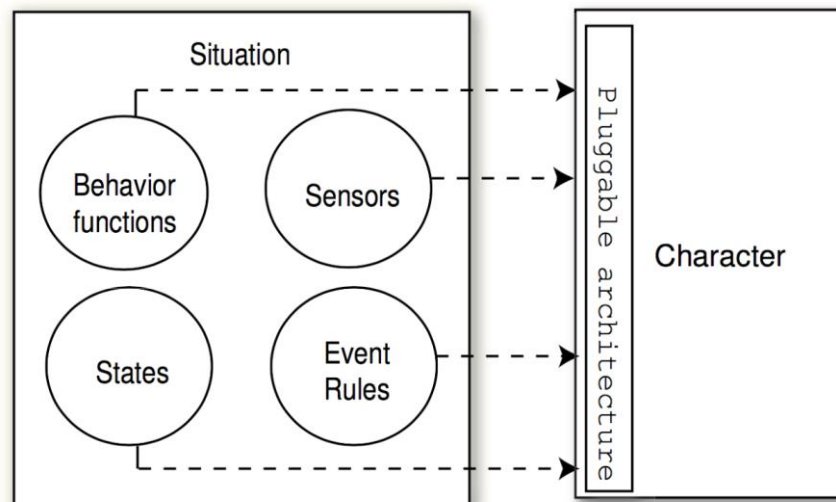 Situation
Behavior
functions
Sensors
States
Event
Rules
Pluggable architecture
Character